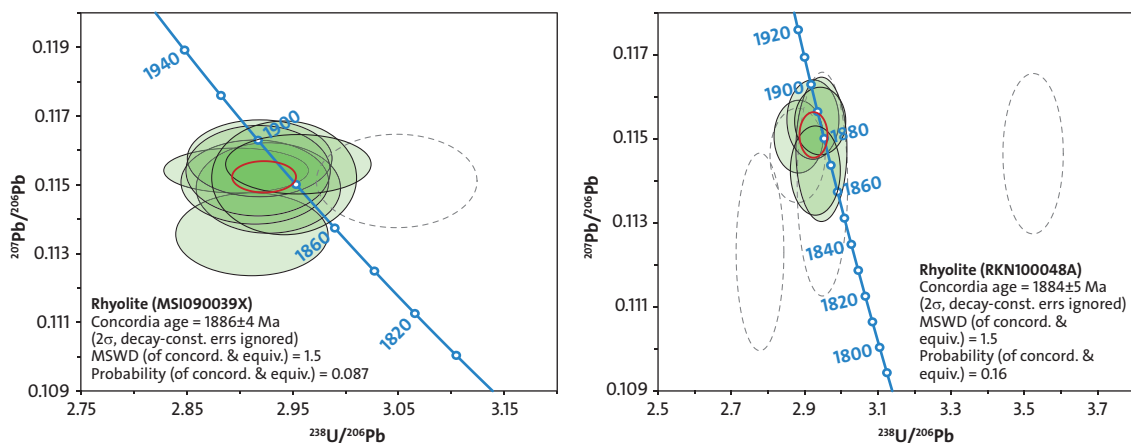 0.119
0.117
0.115
0.113
0.111
0.109
²⁰⁷Pb/²⁰⁶Pb
1940
1900
1860
1820
Rhyolite (MSI090039X)
Concordia age = 1886±4 Ma
(2σ, decay-const. errs ignored)
MSWD (of concord. & equiv.) = 1.5
Probability (of concord. & equiv.) = 0.087
2.75
2.85
2.95
3.05
3.15
²³⁸U/²⁰⁶Pb
0.117
0.115
0.113
0.111
0.109
²⁰⁷Pb/²⁰⁶Pb
1920
1900
1880
1860
1840
1820
1800
Rhyolite (RKN100048A)
Concordia age = 1884±5 Ma
(2σ, decay-const. errs ignored)
MSWD (of concord. &
equiv.) = 1.5
Probability (of concord. &
equiv.) = 0.16
2.5
2.7
2.9
3.1
3.3
3.5
3.7
²³⁸U/²⁰⁶Pb